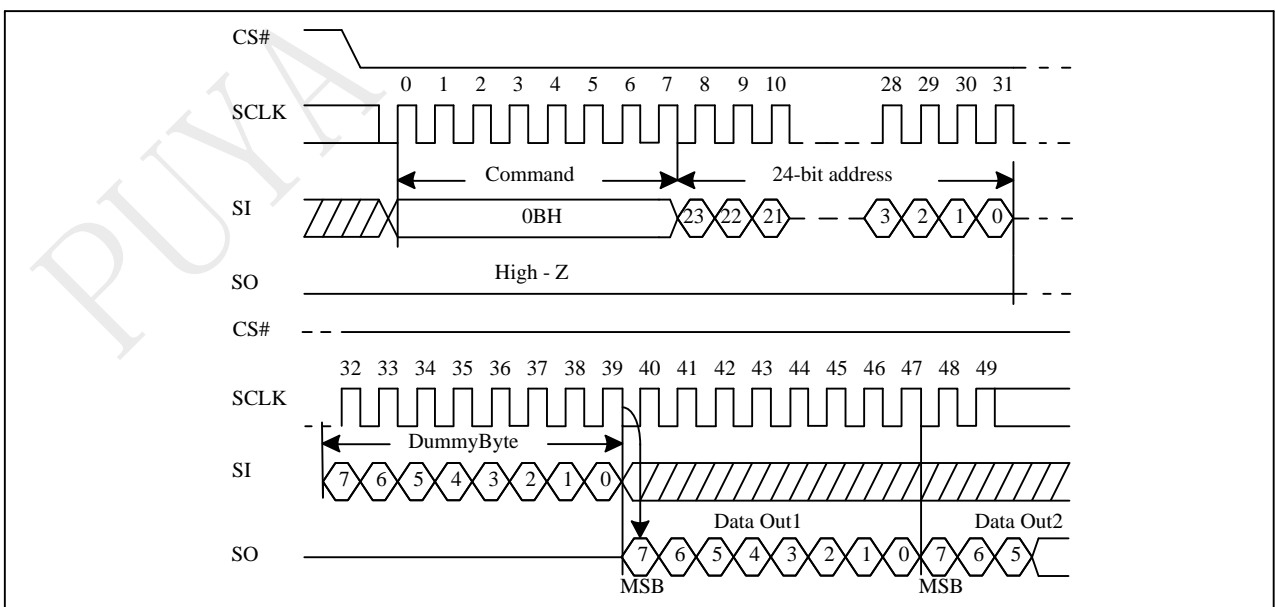 PUYA
CS#
0 1 2 3 4 5 6 7 8 9 10 28 29 30 31
SCLK
Command 24-bit address
SI 0BH 23 22 21 3 2 1 0
High - Z
SO
CS#
32 33 34 35 36 37 38 39 40 41 42 43 44 45 46 47 48 49
SCLK
DummyByte
SI 7 6 5 4 3 2 1 0
Data Out1 Data Out2
SO 7 6 5 4 3 2 1 0 7 6 5
MSB MSB